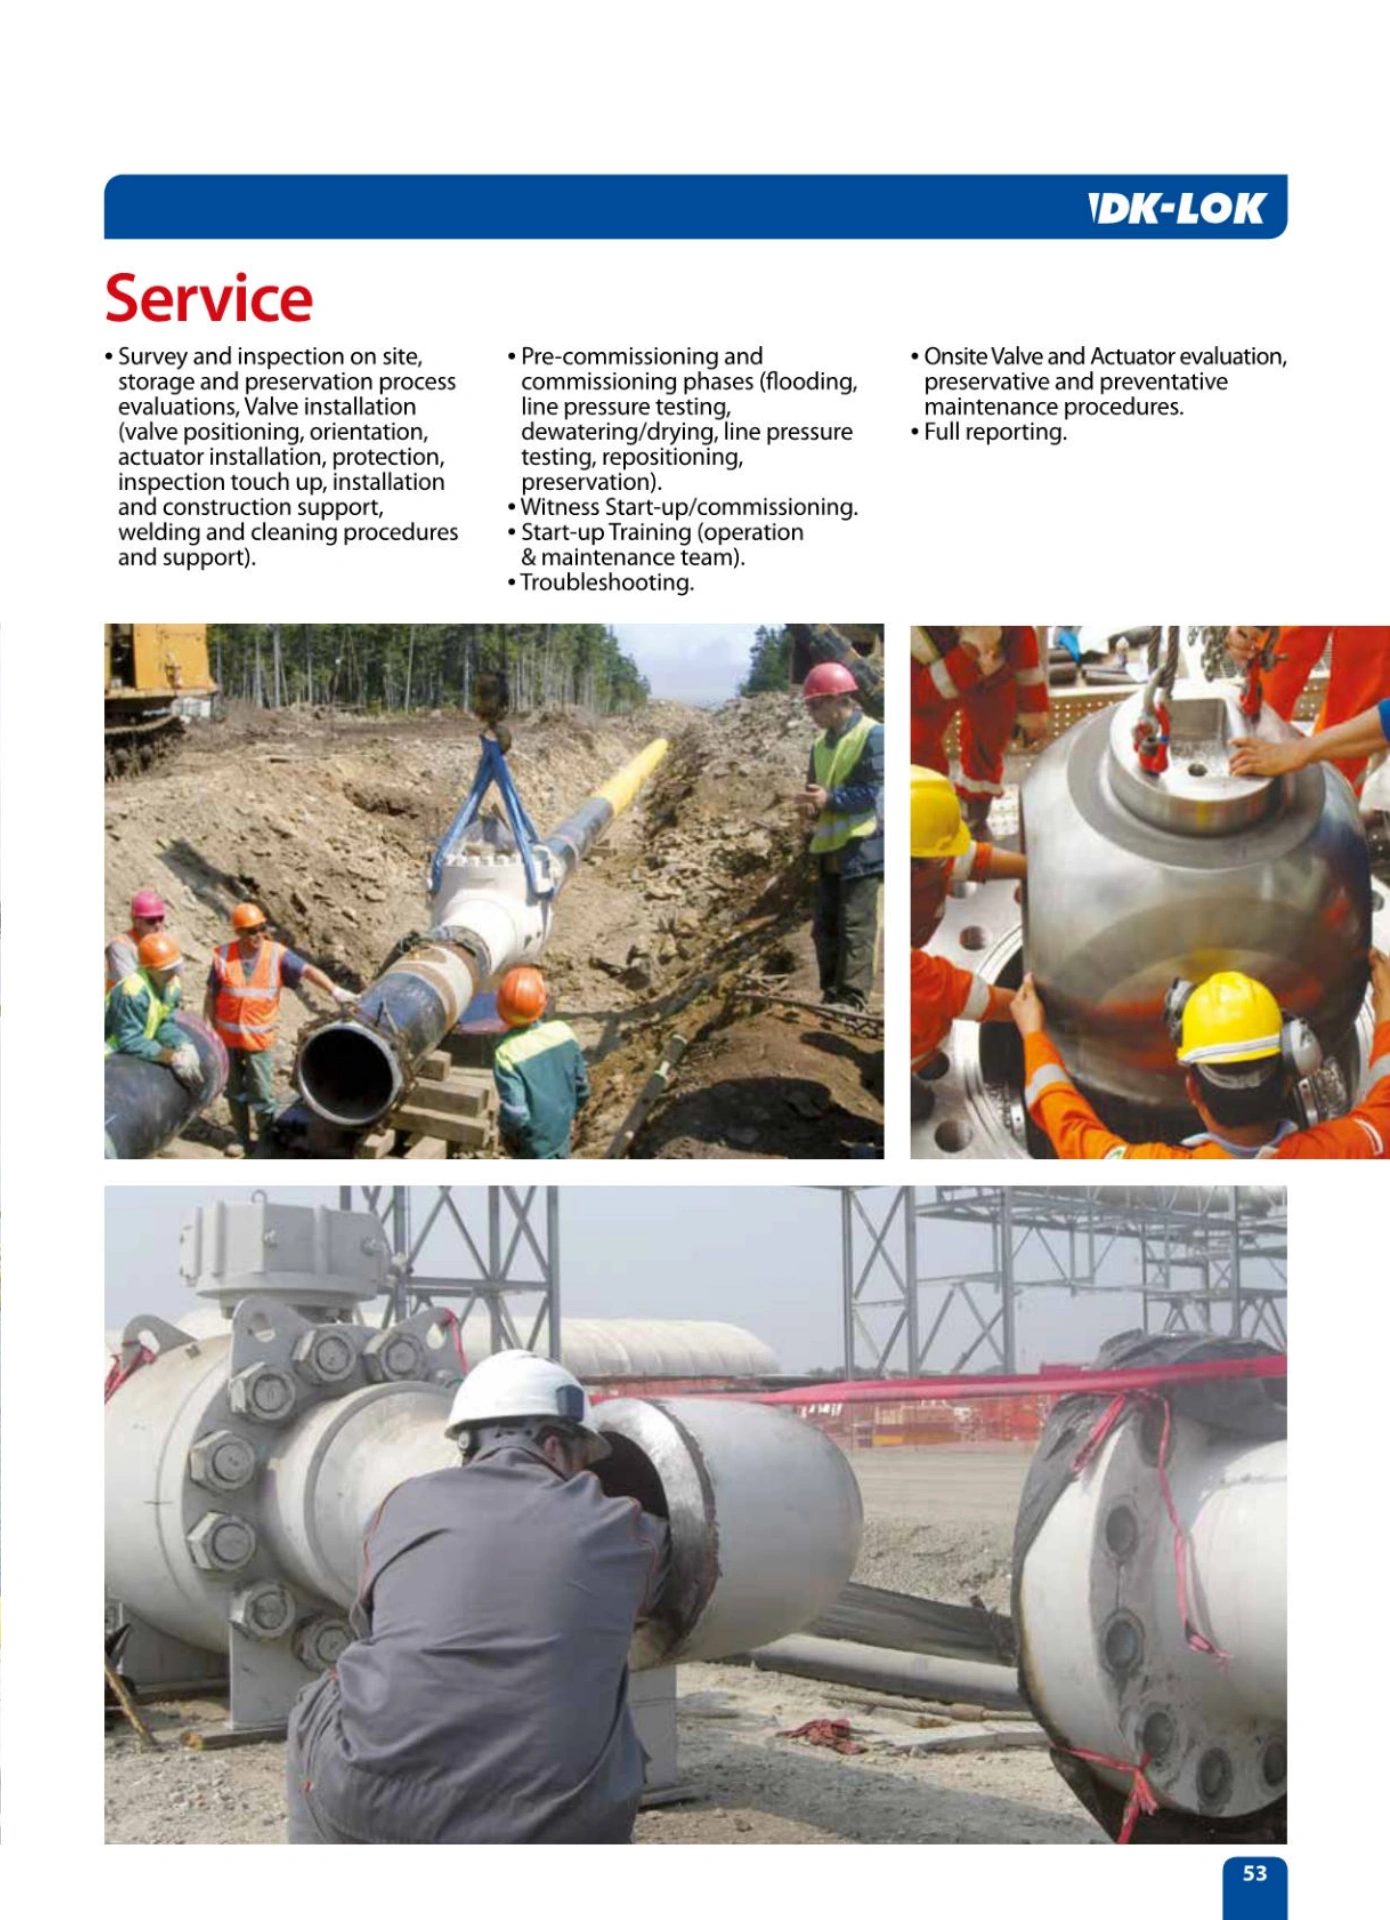 DK-LOK
Service
• Survey and inspection on site,
storage and preservation process
evaluations, Valve installation
(valve positioning, orientation,
actuator installation, protection,
inspection touch up, installation
and construction support,
welding and cleaning procedures
and support).
• Pre-commissioning and
commissioning phases (flooding,
line pressure testing,
dewatering/drying, line pressure
testing, repositioning,
preservation).
• Witness Start-up/commissioning.
• Start-up Training (operation
& maintenance team).
• Troubleshooting.
• Onsite Valve and Actuator evaluation,
preservative and preventative
maintenance procedures.
• Full reporting.
53